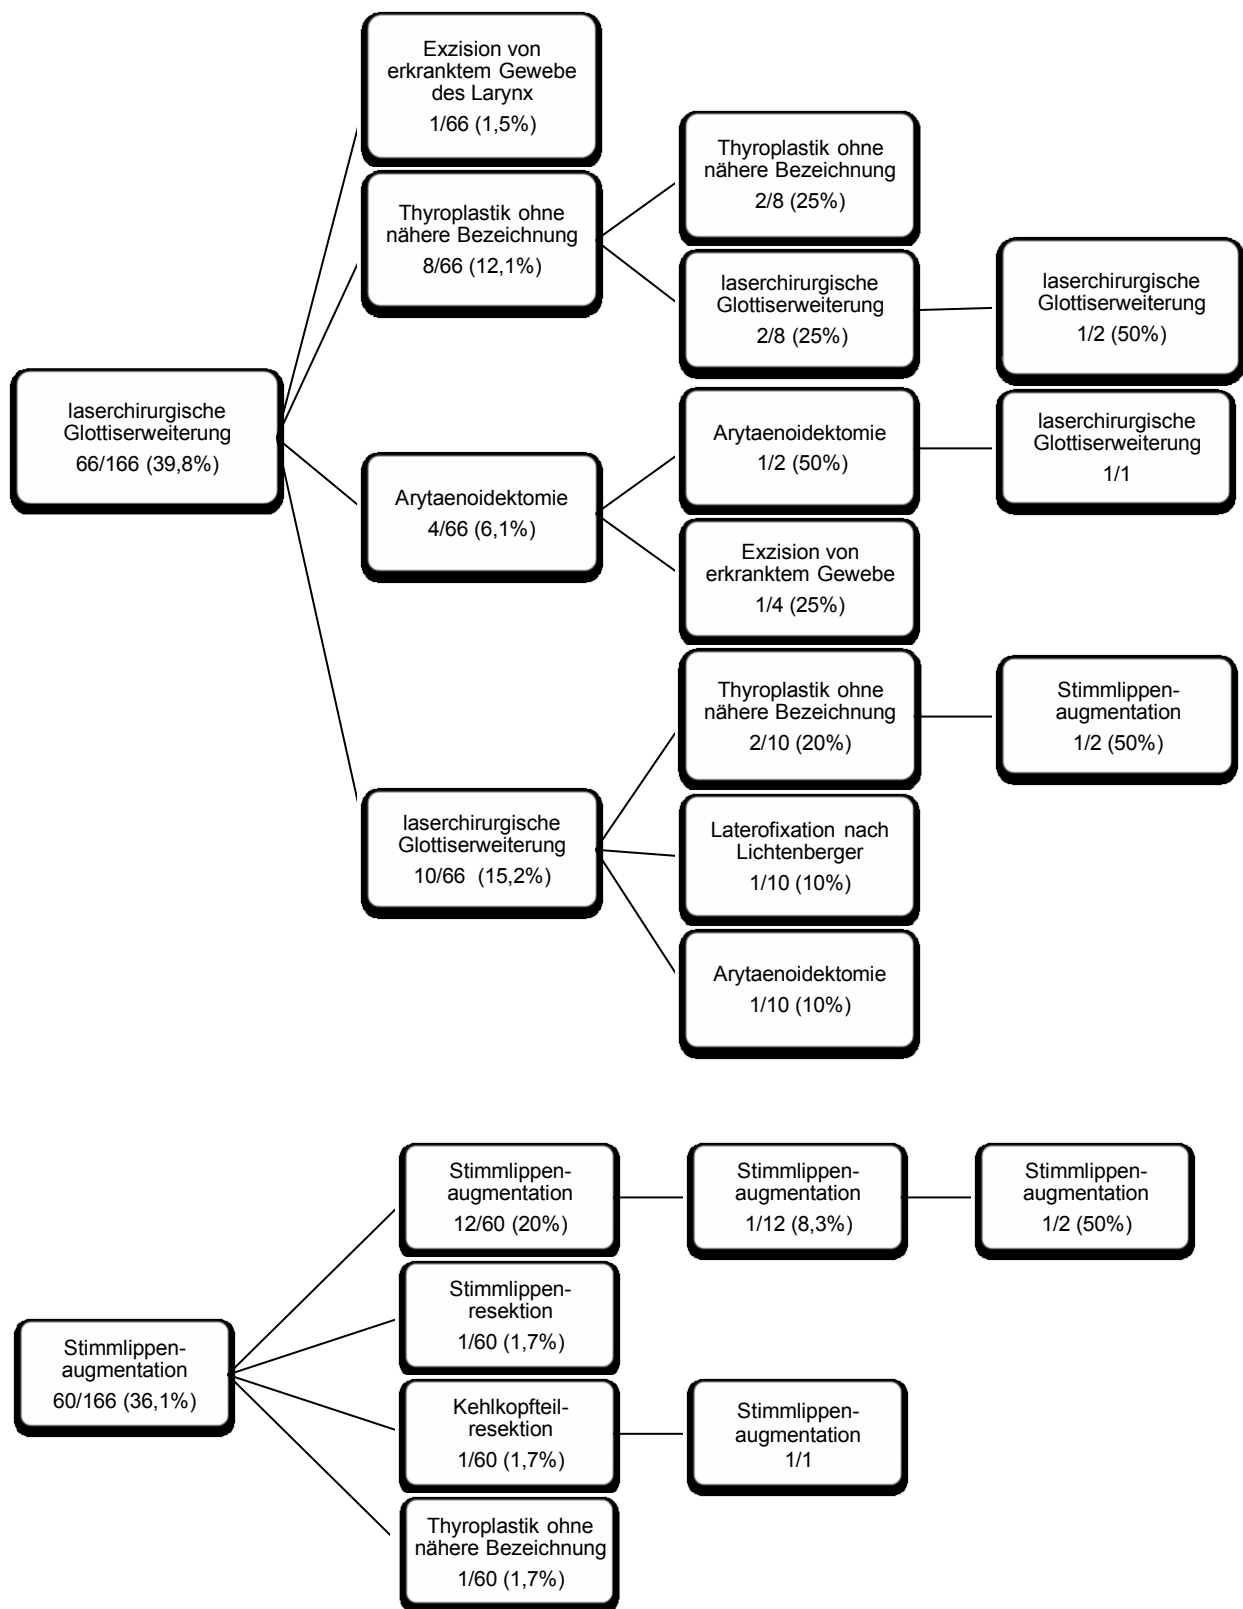 Exzision von
erkranktem Gewebe
des Larynx
1/66 (1,5%)
Thyroplastik ohne
nähere Bezeichnung
8/66 (12,1%)
Thyroplastik ohne
nähere Bezeichnung
2/8 (25%)
laserchirurgische
Glottiserweiterung
2/8 (25%)
laserchirurgische
Glottiserweiterung
1/2 (50%)
laserchirurgische
Glottiserweiterung
66/166 (39,8%)
Arytaenoidektomie
4/66 (6,1%)
Arytaenoidektomie
1/2 (50%)
laserchirurgische
Glottiserweiterung
1/1
Exzision von
erkranktem Gewebe
1/4 (25%)
laserchirurgische
Glottiserweiterung
10/66 (15,2%)
Thyroplastik ohne
nähere Bezeichnung
2/10 (20%)
Stimmlippen-
augmentation
1/2 (50%)
Laterofixation nach
Lichtenberger
1/10 (10%)
Arytaenoidektomie
1/10 (10%)
Stimmlippen-
augmentation
60/166 (36,1%)
Stimmlippen-
augmentation
12/60 (20%)
Stimmlippen-
augmentation
1/12 (8,3%)
Stimmlippen-
augmentation
1/2 (50%)
Stimmlippen-
resektion
1/60 (1,7%)
Kehlkopfteil-
resektion
1/60 (1,7%)
Stimmlippen-
augmentation
1/1
Thyroplastik ohne
nähere Bezeichnung
1/60 (1,7%)